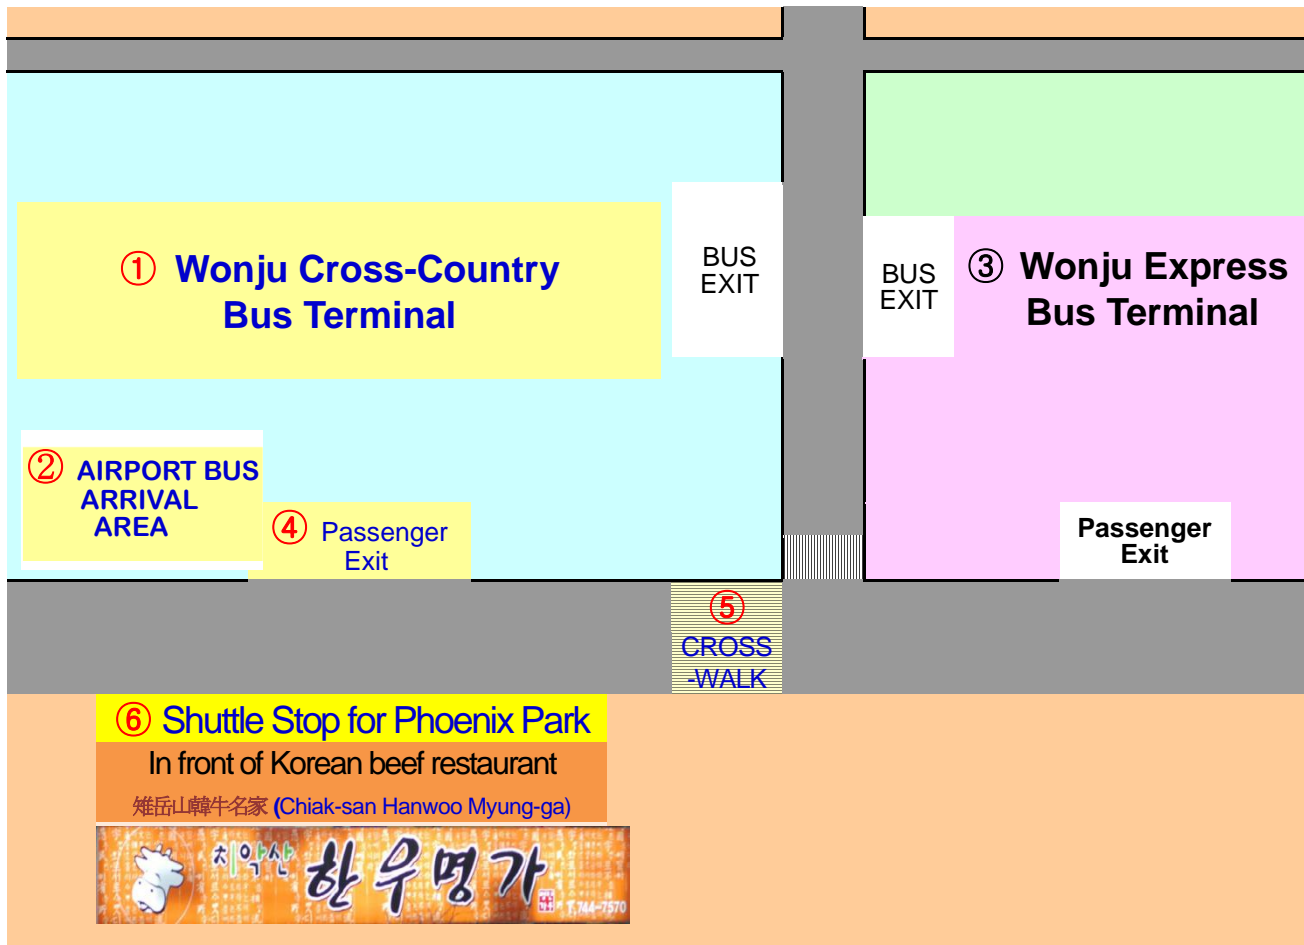 ① Wonju Cross-Country
Bus Terminal
BUS
EXIT
BUS
EXIT
③ Wonju Express
Bus Terminal
② AIRPORT BUS
ARRIVAL
AREA
④ Passenger
Exit
Passenger
Exit
⑤
CROSS
-WALK
⑥ Shuttle Stop for Phoenix Park
In front of Korean beef restaurant
雉岳山韓牛名家 (Chiak-san Hanwoo Myung-ga)
치악산 한우명가
T.744-7570